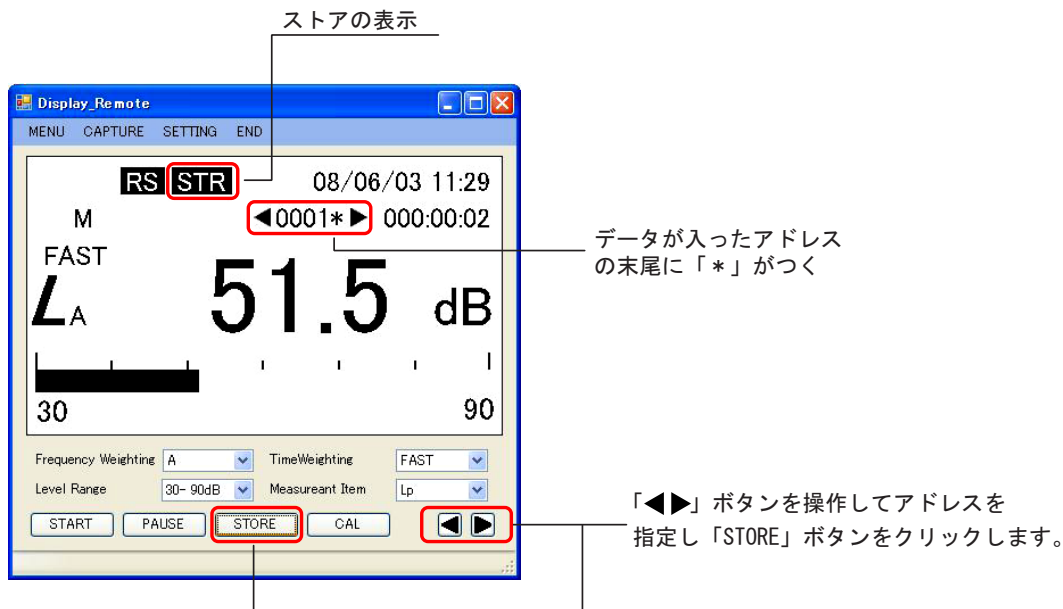 ストアの表示
Display_Remote
MENU CAPTURE SETTING END
RS STR 08/06/03 11:29
M ◀0001*▶ 000:00:02
FAST
LA 51.5 dB
30 90
データが入ったアドレス
の末尾に「*」がつく
Frequency Weighting A TimeWeighting FAST
Level Range 30- 90dB Measureant Item Lp
START PAUSE STORE CAL ◀ ▶
「◀▶」ボタンを操作してアドレスを
指定し「STORE」ボタンをクリックします。